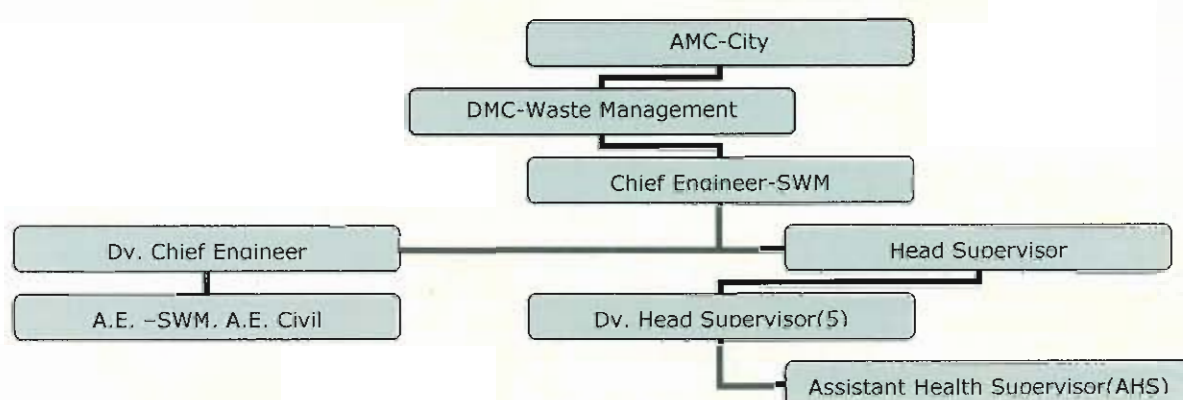 AMC-City
DMC-Waste Management
Chief Engineer-SWM
Dy. Chief Engineer
Head Supervisor
A.E. –SWM, A.E. Civil
Dy. Head Supervisor(5)
Assistant Health Supervisor(AHS)